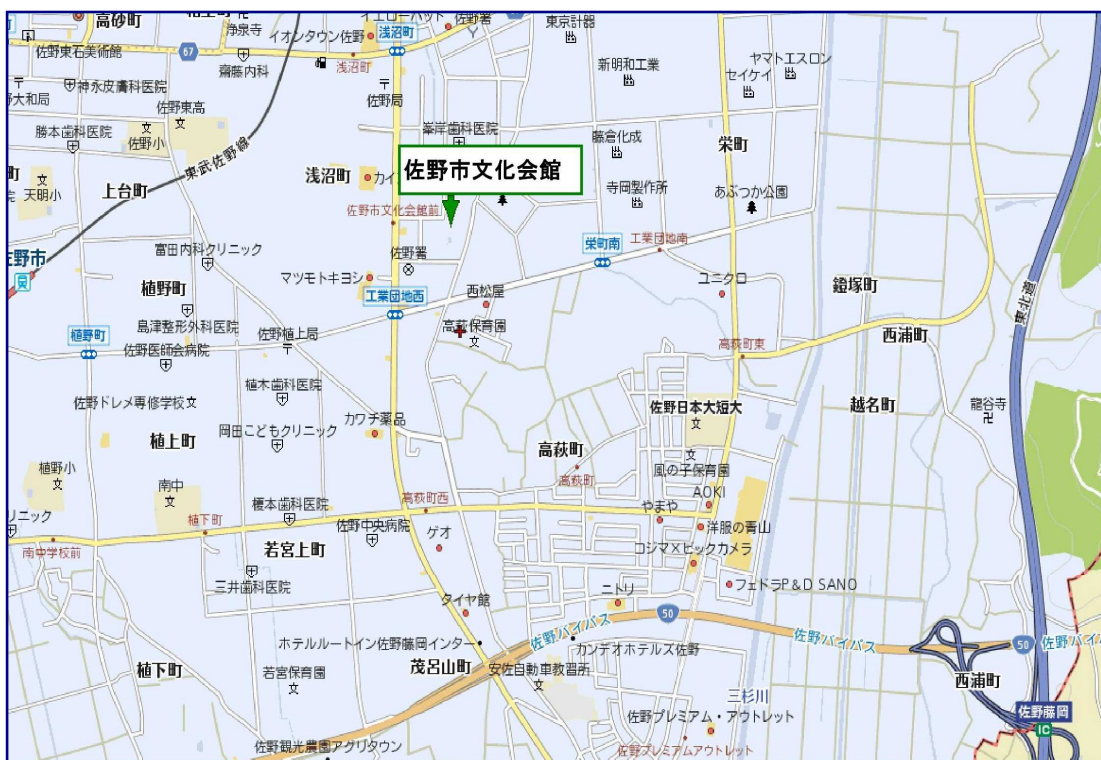 高砂町
浄泉寺
イエローハット
佐野署
東京計器
67
イオンタウン佐野
浅沼町
佐野東石美術館
齋藤内科
浅沼町
新明和工業
ヤマトエスロン
セイケイ
神永皮膚科医院
佐野局
野大和局
佐野東高
勝本歯科医院
佐野小
峯岸歯科医院
藤倉化成
栄町
東武佐野線
佐野市文化会館
天明小
上台町
浅沼町
カイ
寺岡製作所
あぶつか公園
佐野市文化会館前
富田内科クリニック
佐野署
栄町南
工業団地南
佐野市
マツモトキヨシ
ユニクロ
鐙塚町
植野町
工業団地西
西松屋
東北道
島津整形外科医院
佐野植上局
高萩保育園
西浦町
植野町
佐野医師会病院
高萩町東
植木歯科医院
佐野ドレメ専修学校
佐野日本大短大
越名町
龍谷寺
カワチ薬品
岡田こどもクリニック
植上町
高萩町
植野小
風の子保育園
高萩町
南中
AOKI
高萩町西
榎本歯科医院
やまや
リニック
植下町
佐野中央病院
ゲオ
洋服の青山
南中学校前
若宮上町
コジマ×ビックカメラ
三井歯科医院
フェドラP&D SANO
ニトリ
タイヤ館
50
佐野バイパス
佐野バイパス
50
佐野バイ
ホテルルートイン佐野藤岡インター
カンデオホテルズ佐野
植下町
若宮保育園
茂呂山町
安佐自動車教習所
西浦町
三杉川
佐野藤岡
IC
佐野プレミアム・アウトレット
佐野観光農園アグリタウン
佐野プレミアムアウトレット